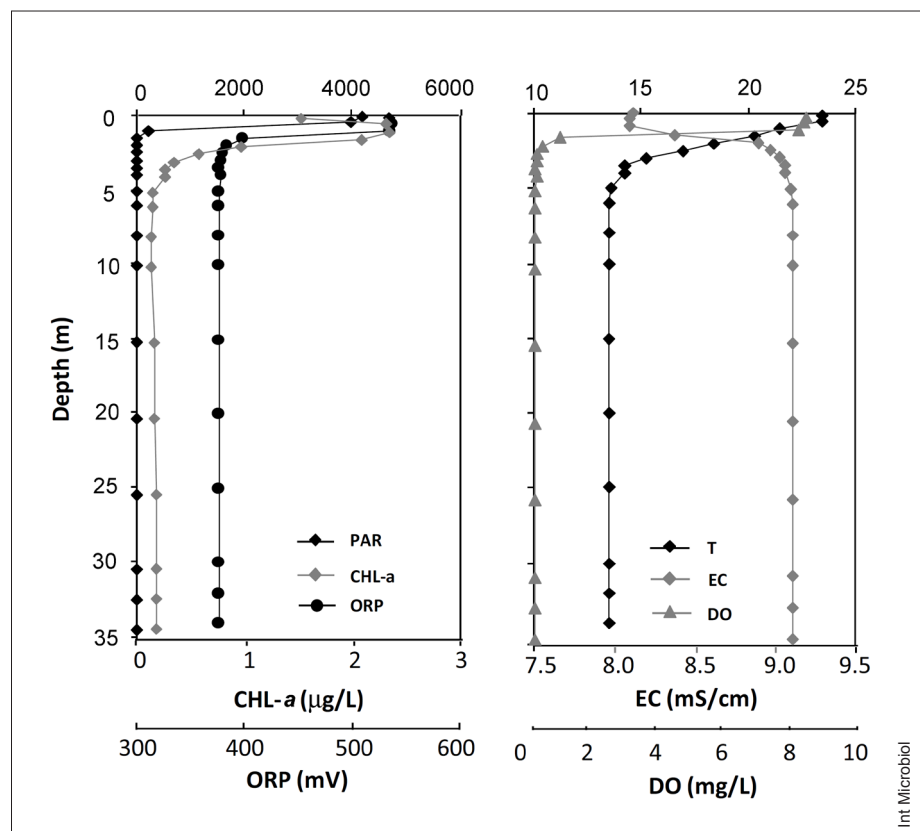 0 2000 4000 6000
10 15 20 25
0
5
10
15
20
25
30
35
Depth (m)
PAR
CHL-a
ORP
T
EC
DO
0 1 2 3
CHL-a (µg/L)
300 400 500 600
ORP (mV)
7.5 8.0 8.5 9.0 9.5
EC (mS/cm)
0 2 4 6 8 10
DO (mg/L)
Int Microbiol